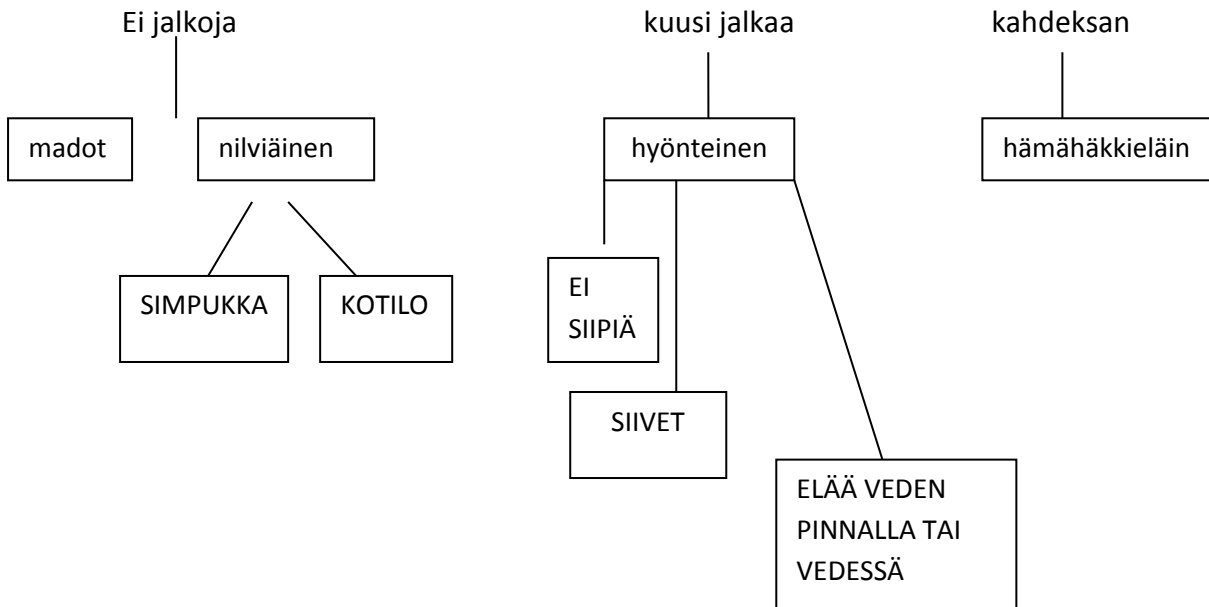 Ei jalkoja
kuusi jalkaa
kahdeksan
madot
nilviäinen
hyönteinen
hämähäkkieläin
SIMPUKKA
KOTILO
EI
SIIPIÄ
SIIVET
ELÄÄ VEDEN
PINNALLA TAI
VEDESSÄ